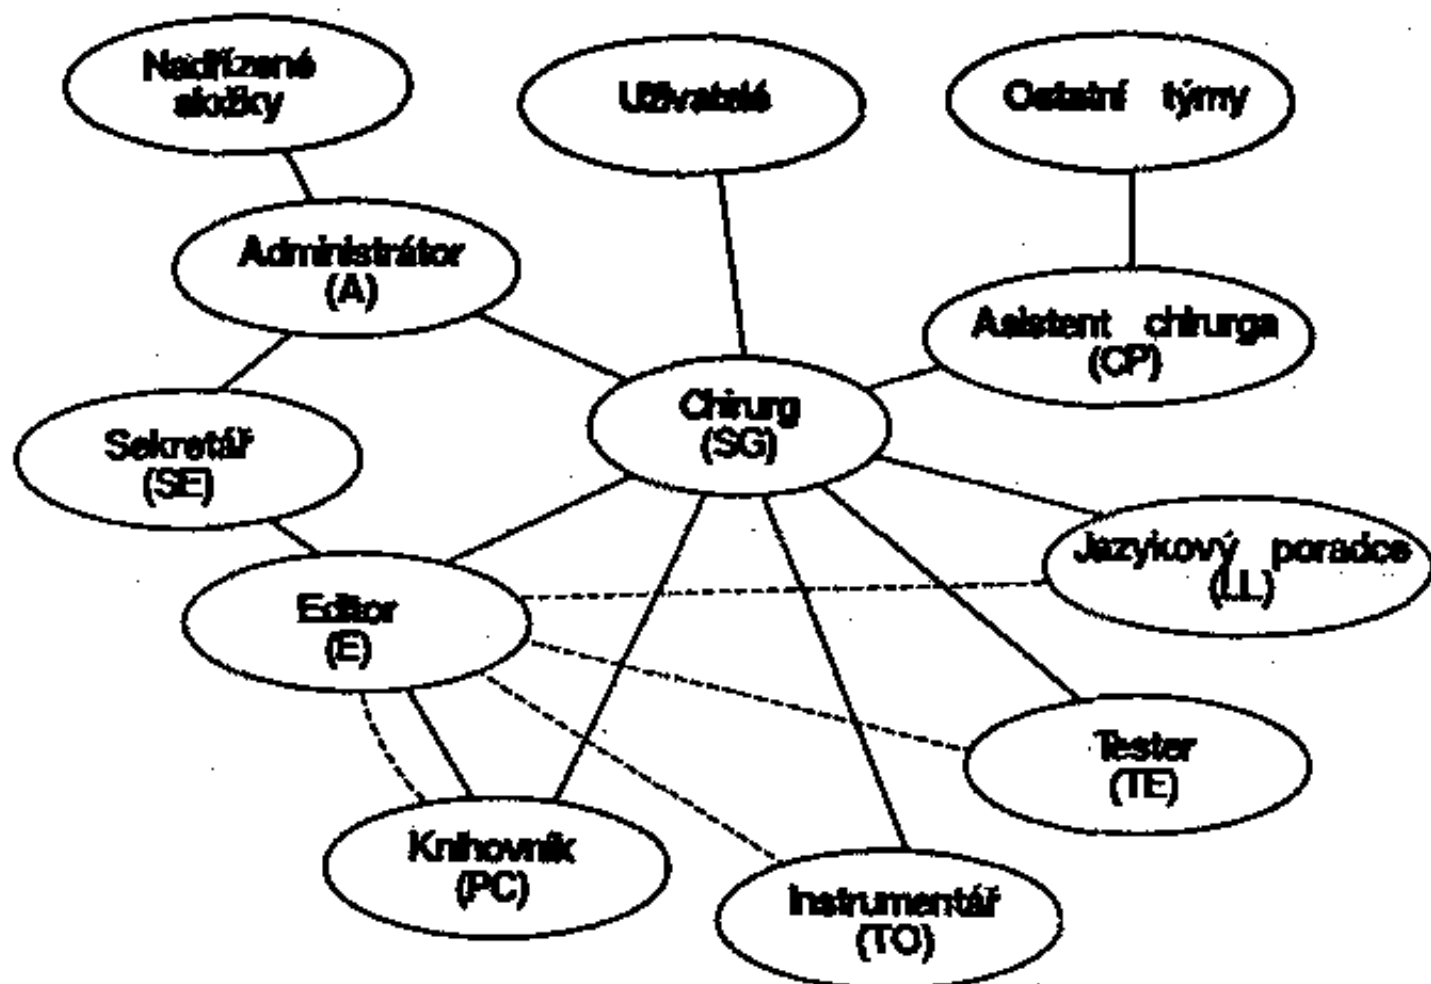 Nadřízené
složky
Uživatelé
Ostatní týmy
Administrátor
(A)
Asistent chirurga
(CP)
Chirurg
(SG)
Sekretář
(SE)
Jazykový poradce
(LL)
Editor
(E)
Tester
(TE)
Knihovník
(PC)
Instrumentář
(TO)